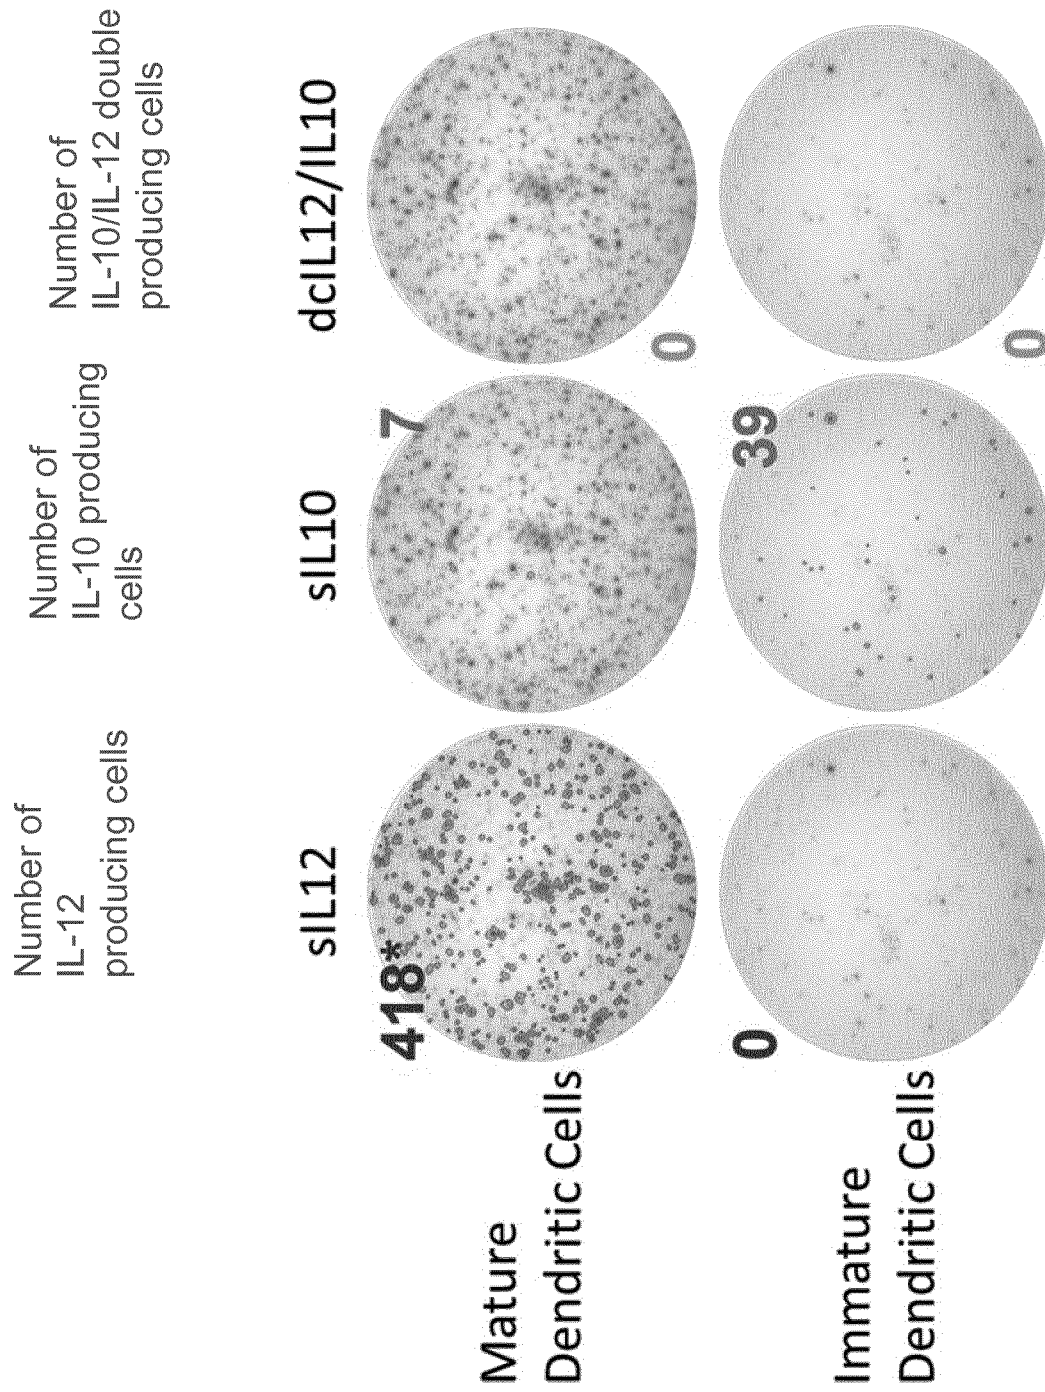 Number of
IL-12
producing cells
Number of
IL-10 producing
cells
Number of
IL-10/IL-12 double
producing cells
sIL12
sIL10
dcIL12/IL10
Mature
Dendritic Cells
418*
7
0
Immature
Dendritic Cells
0
39
0